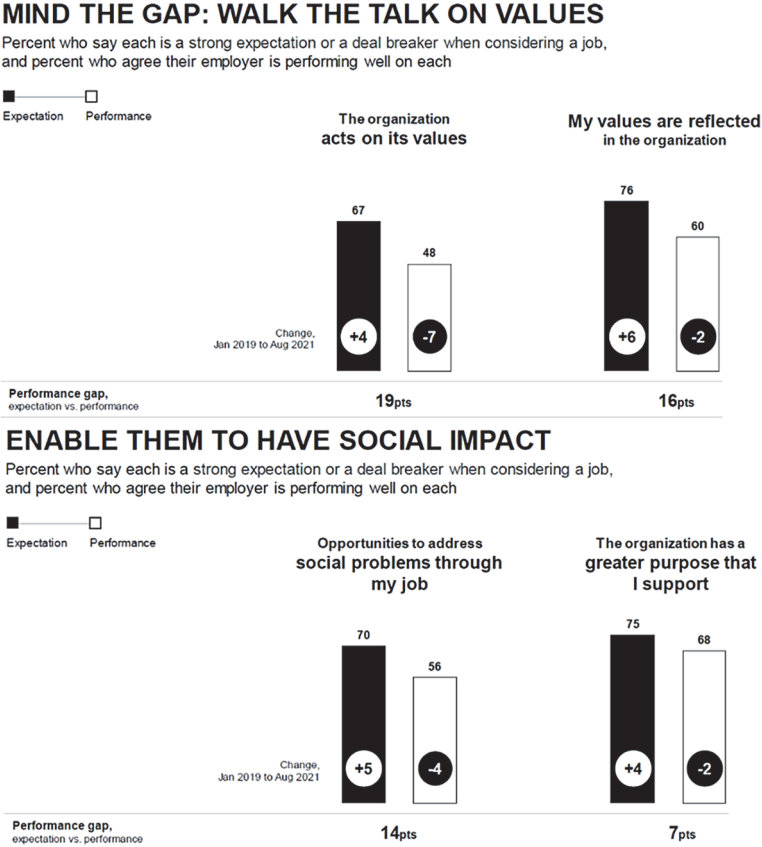 MIND THE GAP: WALK THE TALK ON VALUES
Percent who say each is a strong expectation or a deal breaker when considering a job,
and percent who agree their employer is performing well on each
Expectation Performance
The organization
acts on its values
My values are reflected
in the organization
67
48
76
60
Change,
Jan 2019 to Aug 2021
+4
-7
+6
-2
Performance gap,
expectation vs. performance
19pts
16pts
ENABLE THEM TO HAVE SOCIAL IMPACT
Percent who say each is a strong expectation or a deal breaker when considering a job,
and percent who agree their employer is performing well on each
Expectation Performance
Opportunities to address
social problems through
my job
The organization has a
greater purpose that
I support
70
56
75
68
Change,
Jan 2019 to Aug 2021
+5
-4
+4
-2
Performance gap,
expectation vs. performance
14pts
7pts